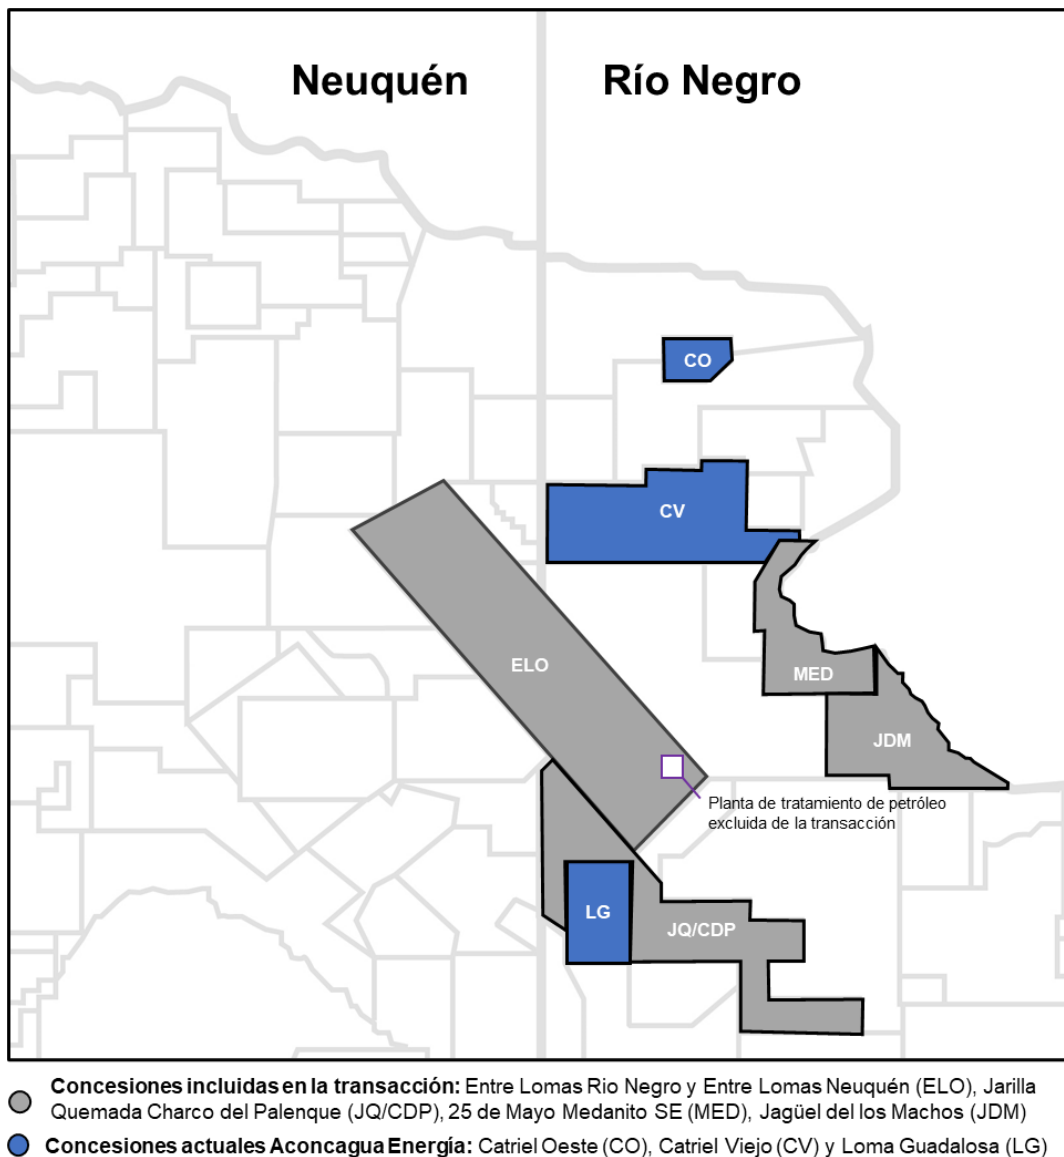 Neuquén
Río Negro
CO
CV
ELO
MED
JDM
Planta de tratamiento de petróleo
excluida de la transacción
LG
JQ/CDP
Concesiones incluidas en la transacción: Entre Lomas Rio Negro y Entre Lomas Neuquén (ELO), Jarilla
Quemada Charco del Palenque (JQ/CDP), 25 de Mayo Medanito SE (MED), Jagüel del los Machos (JDM)
Concesiones actuales Aconcagua Energía: Catriel Oeste (CO), Catriel Viejo (CV) y Loma Guadalosa (LG)